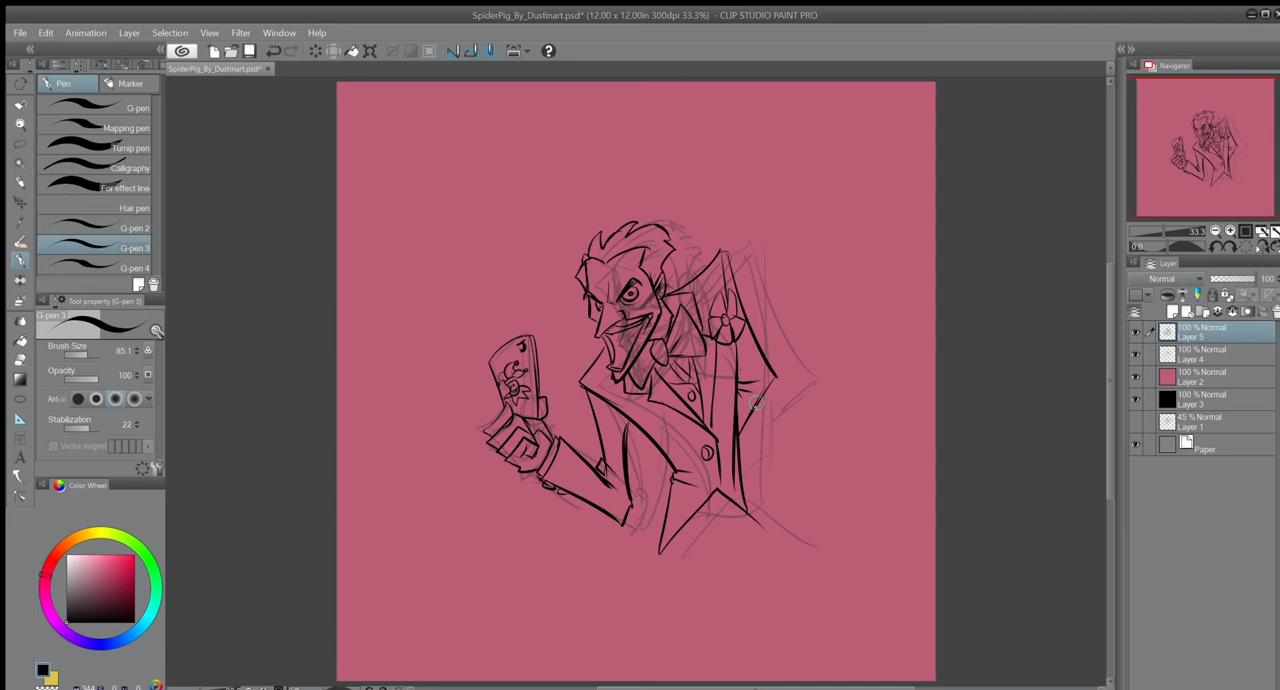 SpiderPig_By_Dustinart.psd* (12.00 x 12.00in 300dpi 33.3%) - CLIP STUDIO PAINT PRO
File Edit Animation Layer Selection View Filter Window Help
SpiderPig_By_Dustinart.psd*
Navigator
Pen Marker
G-pen
Mapping pen
Turnip pen
Calligraphy
For effect line
Hair pen
G-pen 2
G-pen 3
G-pen 4
Tool property [G-pen 3]
G-pen 3
Brush Size 85.1
Opacity 100
Stabilization 22
Vector magnet
Color Wheel
33.3
0.0
Layer
Normal 100
100 % Normal
Layer 5
100 % Normal
Layer 4
100 % Normal
Layer 2
100 % Normal
Layer 3
45 % Normal
Layer 1
Paper
J